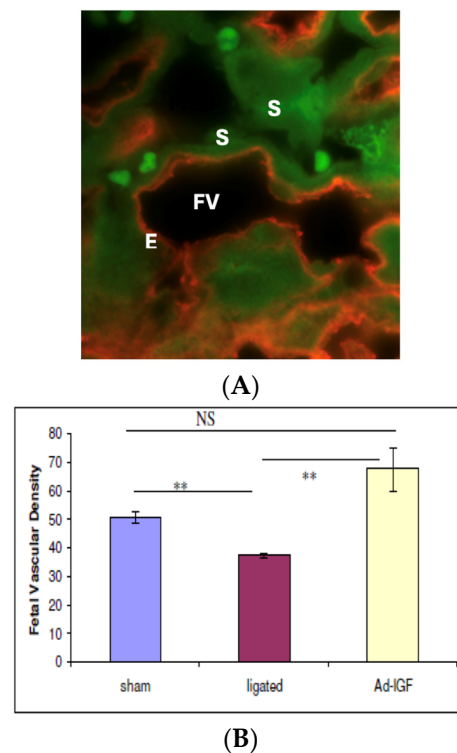 S
S
FV
E
(A)
NS
80
70
60
50
40
30
20
10
0
**
**
Fetal Vascular Density
sham ligated Ad-IGF
(B)